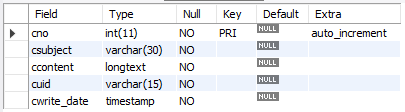 Field Type Null Key Default Extra
cno int(11) NO PRI NULL auto_increment
csubject varchar(30) NO NULL
ccontent longtext NO NULL
cuid varchar(15) NO NULL
cwrite_date timestamp NO NULL